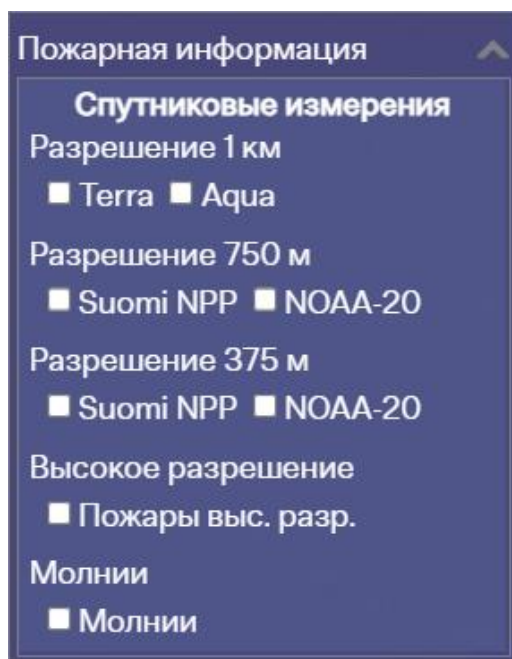 Пожарная информация
Спутниковые измерения
Разрешение 1 км
Terra Aqua
Разрешение 750 м
Suomi NPP NOAA-20
Разрешение 375 м
Suomi NPP NOAA-20
Высокое разрешение
Пожары выс. разр.
Молнии
Молнии